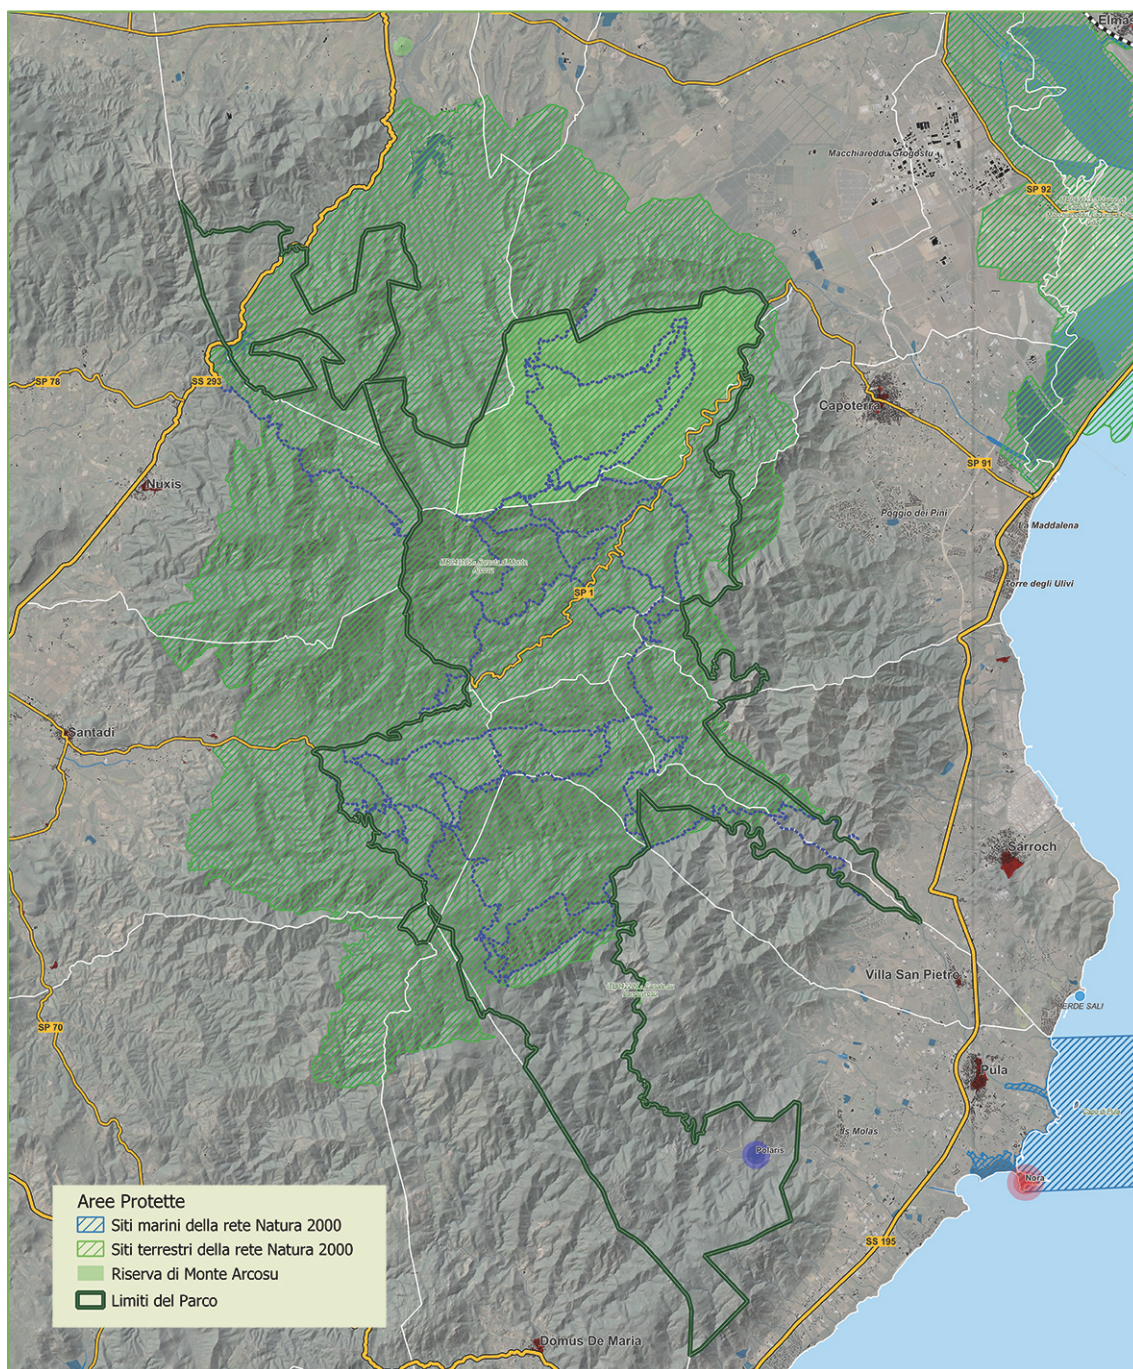 Elmas
Macchiareddu Grogostu
SP 92
SP 78
SS 293
Capoterra
SP 91
Nuxis
Poggio dei Pini
La Maddalena
Torre degli Ulivi
SP 1
Santadi
Sarroch
Villa San Pietro
SP 70
Pula
Is Molas
Polaris
Nora
SS 195
Domus De Maria
Aree Protette
Siti marini della rete Natura 2000
Siti terrestri della rete Natura 2000
Riserva di Monte Arcosu
Limiti del Parco